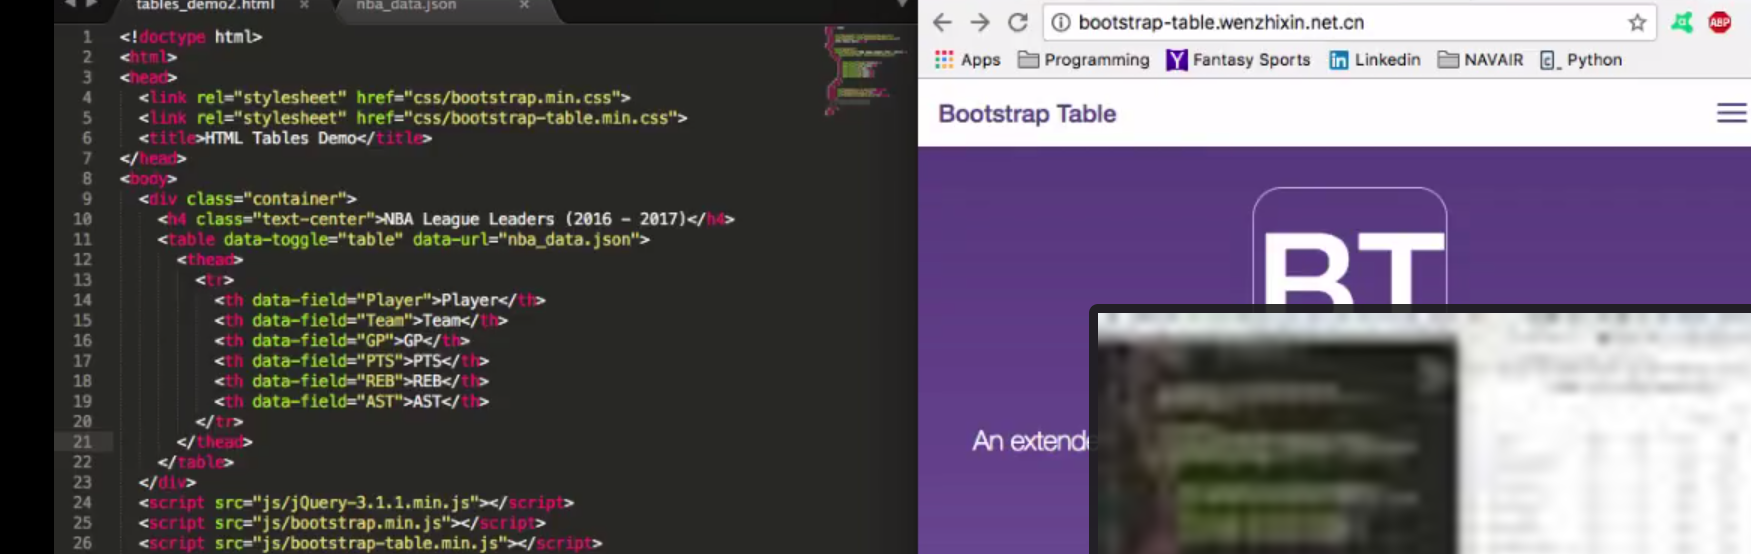 tables_demo2.html × nba_data.json ×
1 <!doctype html>
2 <html>
3 <head>
4 <link rel="stylesheet" href="css/bootstrap.min.css">
5 <link rel="stylesheet" href="css/bootstrap-table.min.css">
6 <title>HTML Tables Demo</title>
7 </head>
8 <body>
9 <div class="container">
10 <h4 class="text-center">NBA League Leaders (2016 - 2017)</h4>
11 <table data-toggle="table" data-url="nba_data.json">
12 <thead>
13 <tr>
14 <th data-field="Player">Player</th>
15 <th data-field="Team">Team</th>
16 <th data-field="GP">GP</th>
17 <th data-field="PTS">PTS</th>
18 <th data-field="REB">REB</th>
19 <th data-field="AST">AST</th>
20 </tr>
21 </thead>
22 </table>
23 </div>
24 <script src="js/jQuery-3.1.1.min.js"></script>
25 <script src="js/bootstrap.min.js"></script>
26 <script src="js/bootstrap-table.min.js"></script>
bootstrap-table.wenzhixin.net.cn
ABP
Apps Programming Fantasy Sports Linkedin NAVAIR Python
Bootstrap Table
BT
An extende